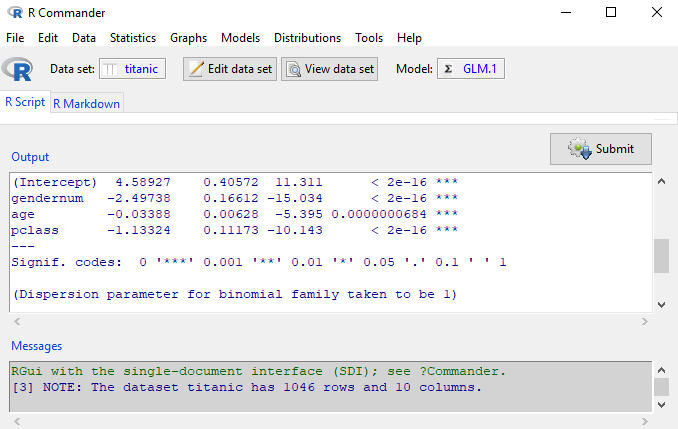 R Commander
File Edit Data Statistics Graphs Models Distributions Tools Help
R Data set: titanic Edit data set View data set Model: Σ GLM.1
R Script R Markdown
Output Submit
(Intercept)  4.58927    0.40572  11.311      < 2e-16 ***
gendernum   -2.49738    0.16612 -15.034      < 2e-16 ***
age         -0.03388    0.00628  -5.395 0.0000000684 ***
pclass      -1.13324    0.11173 -10.143      < 2e-16 ***
---
Signif. codes:  0 '***' 0.001 '**' 0.01 '*' 0.05 '.' 0.1 ' ' 1
(Dispersion parameter for binomial family taken to be 1)
Messages
RGui with the single-document interface (SDI); see ?Commander.
[3] NOTE: The dataset titanic has 1046 rows and 10 columns.